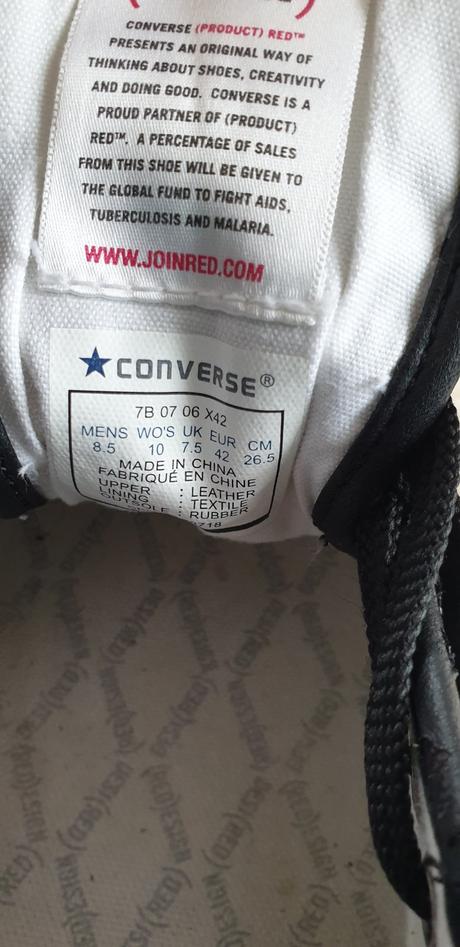 CONVERSE (PRODUCT) RED™
PRESENTS AN ORIGINAL WAY OF
THINKING ABOUT SHOES, CREATIVITY
AND DOING GOOD. CONVERSE IS A
PROUD PARTNER OF (PRODUCT)
RED™. A PERCENTAGE OF SALES
FROM THIS SHOE WILL BE GIVEN TO
THE GLOBAL FUND TO FIGHT AIDS,
TUBERCULOSIS AND MALARIA.
WWW.JOINRED.COM
CONVERSE®
7B 07 06 X42
MENS WO'S UK EUR CM
8.5 10 7.5 42 26.5
MADE IN CHINA
FABRIQUÉ EN CHINE
UPPER : LEATHER
LINING : TEXTILE
: RUBBER
(RED)
DESIGN